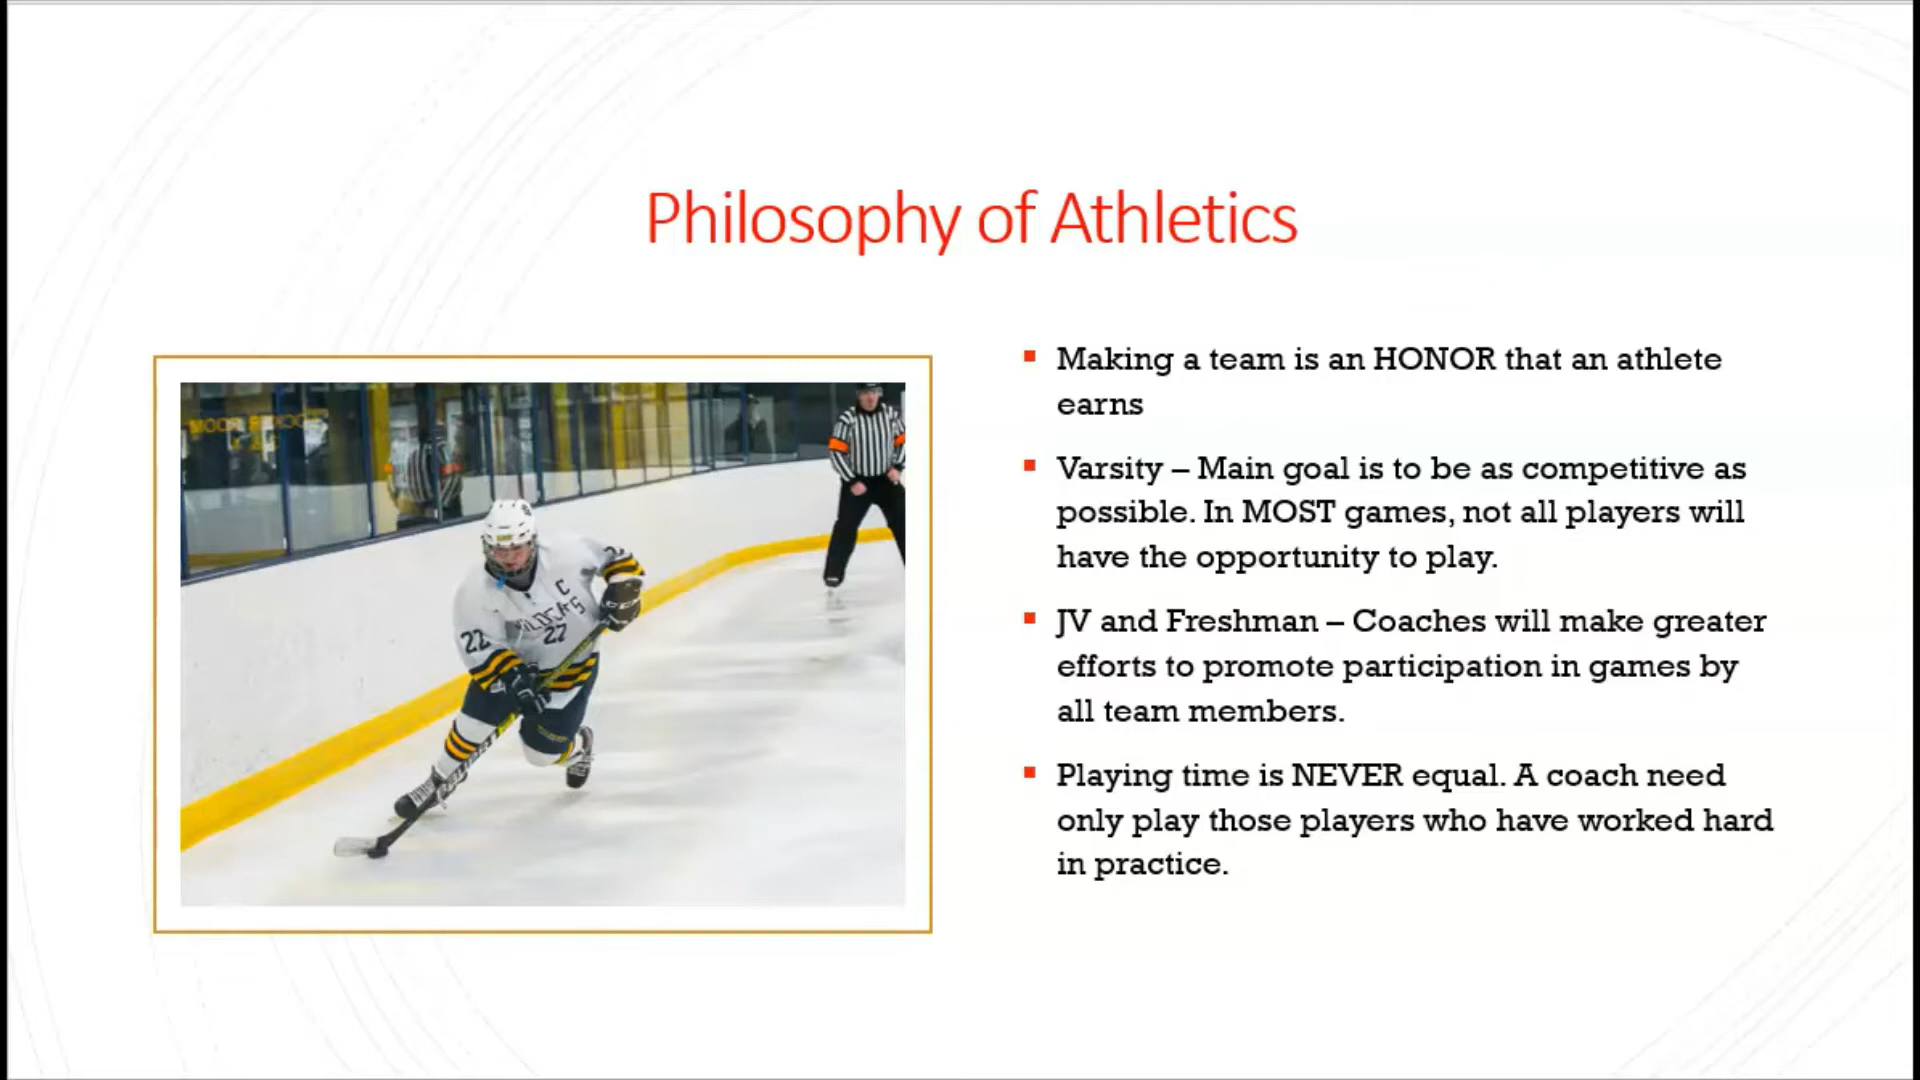 Philosophy of Athletics
Making a team is an HONOR that an athlete
earns
Varsity – Main goal is to be as competitive as
possible. In MOST games, not all players will
have the opportunity to play.
JV and Freshman – Coaches will make greater
efforts to promote participation in games by
all team members.
Playing time is NEVER equal. A coach need
only play those players who have worked hard
in practice.
C
WILDCATS
22
27